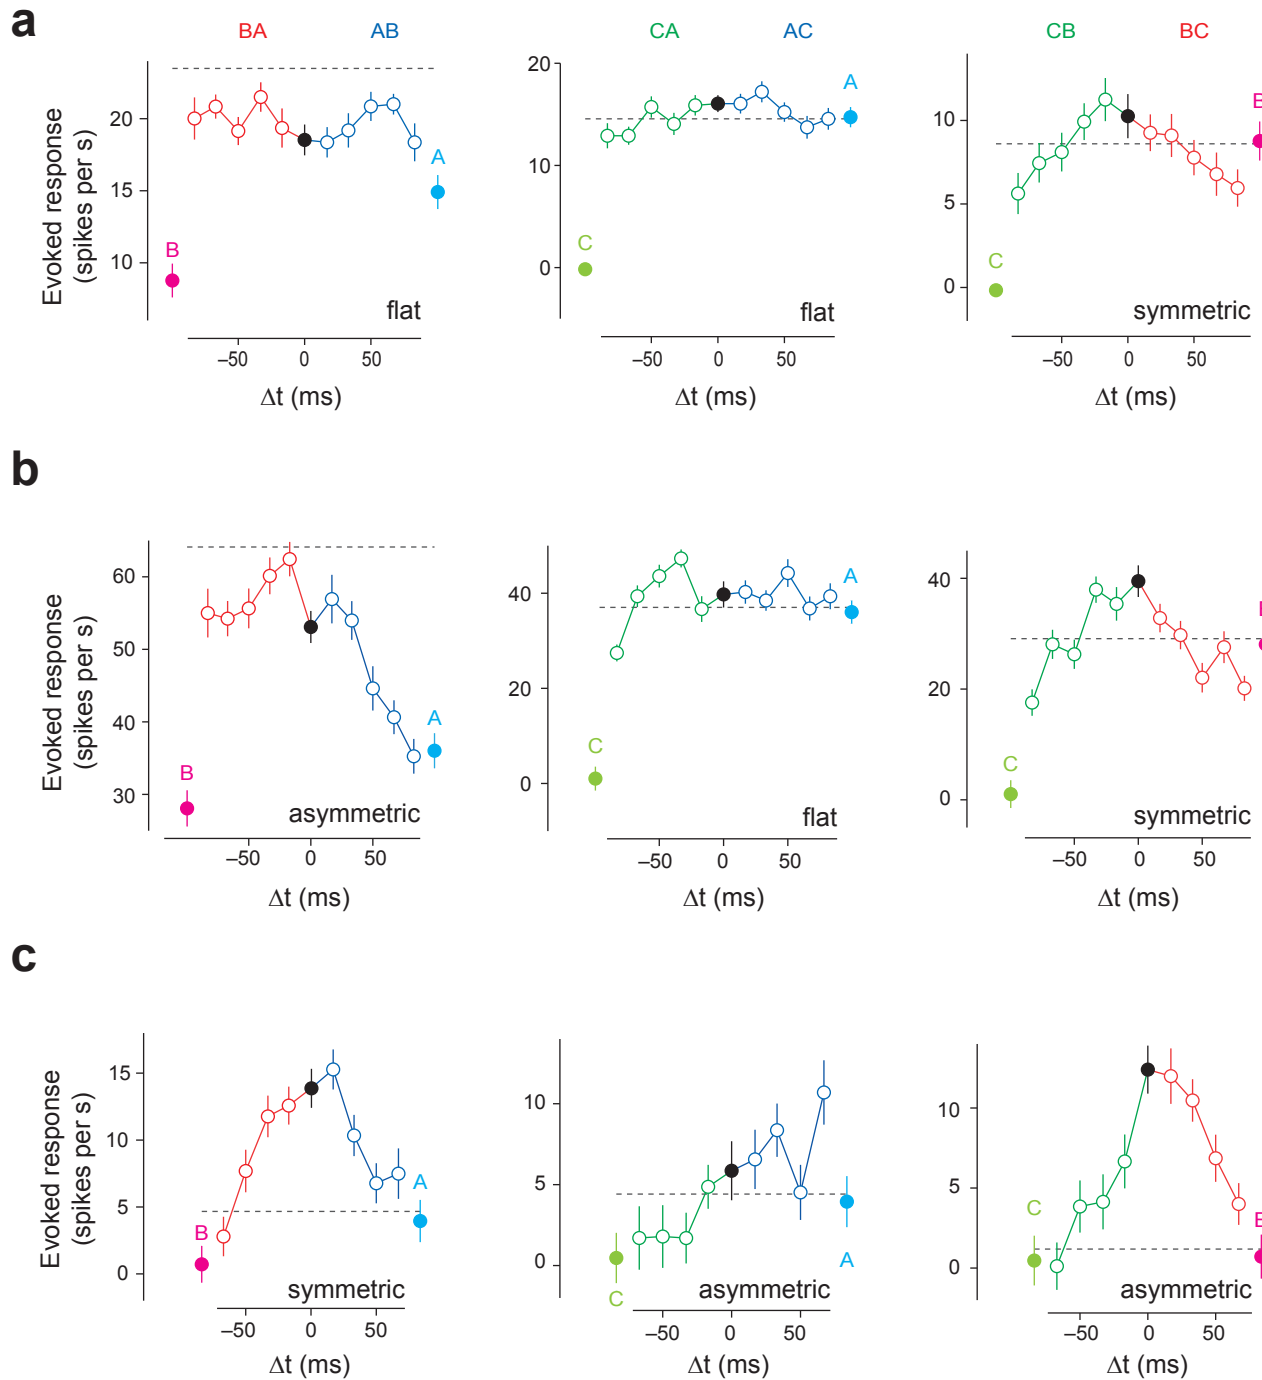 a
BA AB CA AC CB BC
Evoked response
(spikes per s)
20
15
10
B
A
flat
–50 0 50
Δt (ms)
20
10
0
C
A
flat
–50 0 50
Δt (ms)
10
5
0
C
B
symmetric
–50 0 50
Δt (ms)
b
Evoked response
(spikes per s)
60
50
40
30
B
A
asymmetric
–50 0 50
Δt (ms)
40
20
0
C
A
flat
–50 0 50
Δt (ms)
40
20
0
C
symmetric
–50 0 50
Δt (ms)
c
Evoked response
(spikes per s)
15
10
5
0
B
A
symmetric
–50 0 50
Δt (ms)
10
5
0
C
A
asymmetric
–50 0 50
Δt (ms)
10
5
0
C
asymmetric
–50 0 50
Δt (ms)